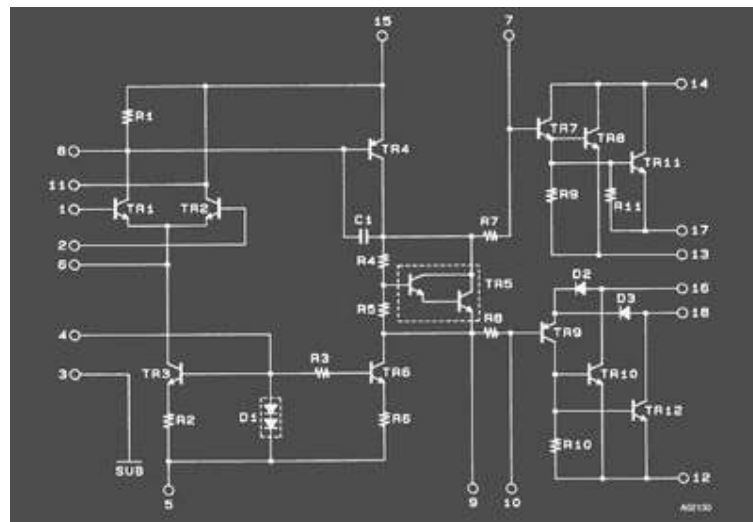 15 7
14
R1
TR7 TR8
8 TR4 TR11
11 R9 R11
1 TR1 TR2
C1 R7 17
2
13
6 R4 D2
TR5 16
R5 D3
R8 18
4 TR9
R3
3 TR3 TR6 TR10
D1 TR12
R2 R6
R10
SUB
12
5 9 10
AG2130